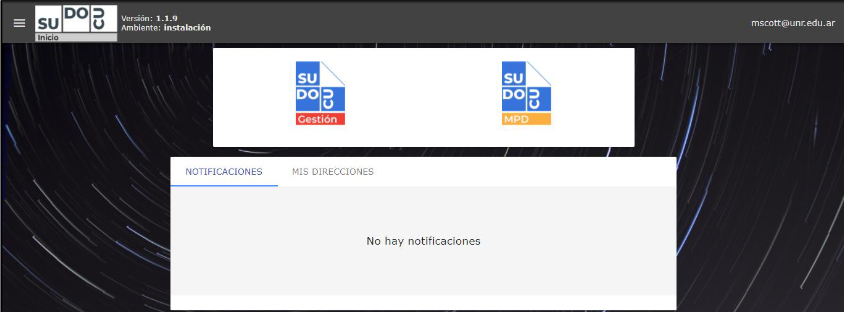 SU DO CU
Inicio
Versión: 1.1.9
Ambiente: instalación
mscott@unr.edu.ar
SU
DO CU
Gestión
SU
DO CU
MPD
NOTIFICACIONES MIS DIRECCIONES
No hay notificaciones